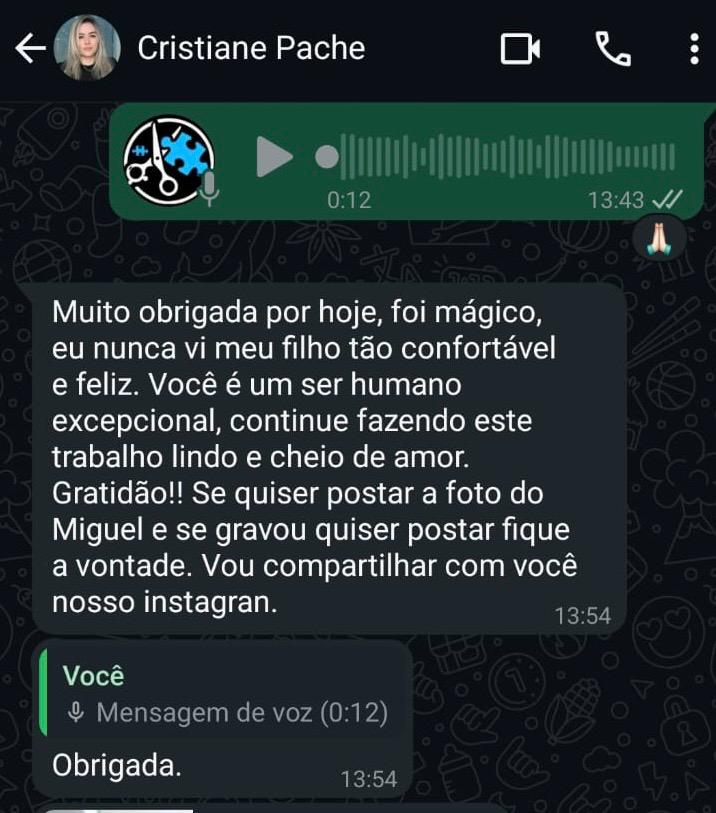 Cristiane Pache
0:12
13:43
Muito obrigada por hoje, foi mágico,
eu nunca vi meu filho tão confortável
e feliz. Você é um ser humano
excepcional, continue fazendo este
trabalho lindo e cheio de amor.
Gratidão!! Se quiser postar a foto do
Miguel e se gravou quiser postar fique
a vontade. Vou compartilhar com você
nosso instagran.
13:54
Você
Mensagem de voz (0:12)
Obrigada.
13:54